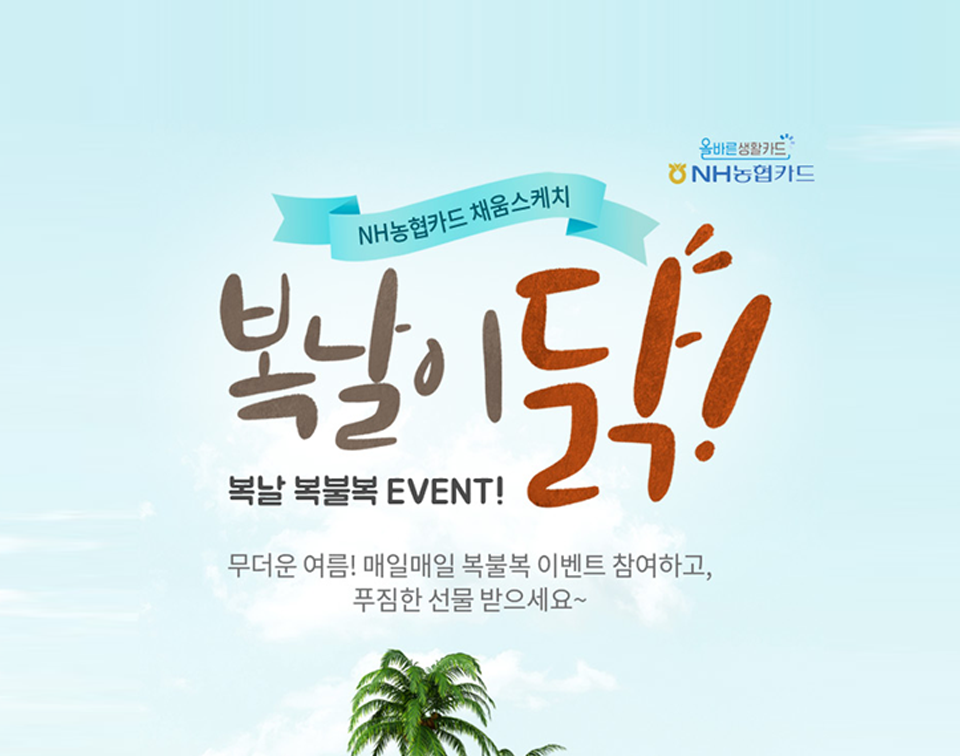 올바른생활카드
NH농협카드
NH농협카드 채움스케치
복날이 닭!
복날 복불복 EVENT!
무더운 여름! 매일매일 복불복 이벤트 참여하고,
푸짐한 선물 받으세요~